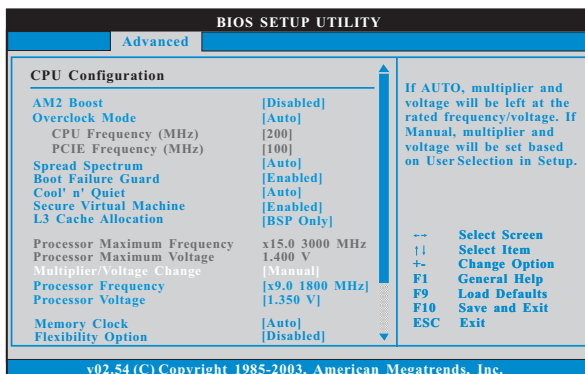 BIOS SETUP UTILITY
Advanced
CPU Configuration
AM2 Boost [Disabled]
Overclock Mode [Auto]
CPU Frequency (MHz) [200]
PCIE Frequency (MHz) [100]
Spread Spectrum [Auto]
Boot Failure Guard [Enabled]
Cool' n' Quiet [Auto]
Secure Virtual Machine [Enabled]
L3 Cache Allocation [BSP Only]
Processor Maximum Frequency x15.0 3000 MHz
Processor Maximum Voltage 1.400 V
Multiplier/Voltage Change [Manual]
Processor Frequency [x9.0 1800 MHz]
Processor Voltage [1.350 V]
Memory Clock [Auto]
Flexibility Option [Disabled]
If AUTO, multiplier and
voltage will be left at the
rated frequency/voltage. If
Manual, multiplier and
voltage will be set based
on User Selection in Setup.
←→ Select Screen
↑↓ Select Item
+- Change Option
F1 General Help
F9 Load Defaults
F10 Save and Exit
ESC Exit
v02.54 (C) Copyright 1985-2003, American Megatrends, Inc.